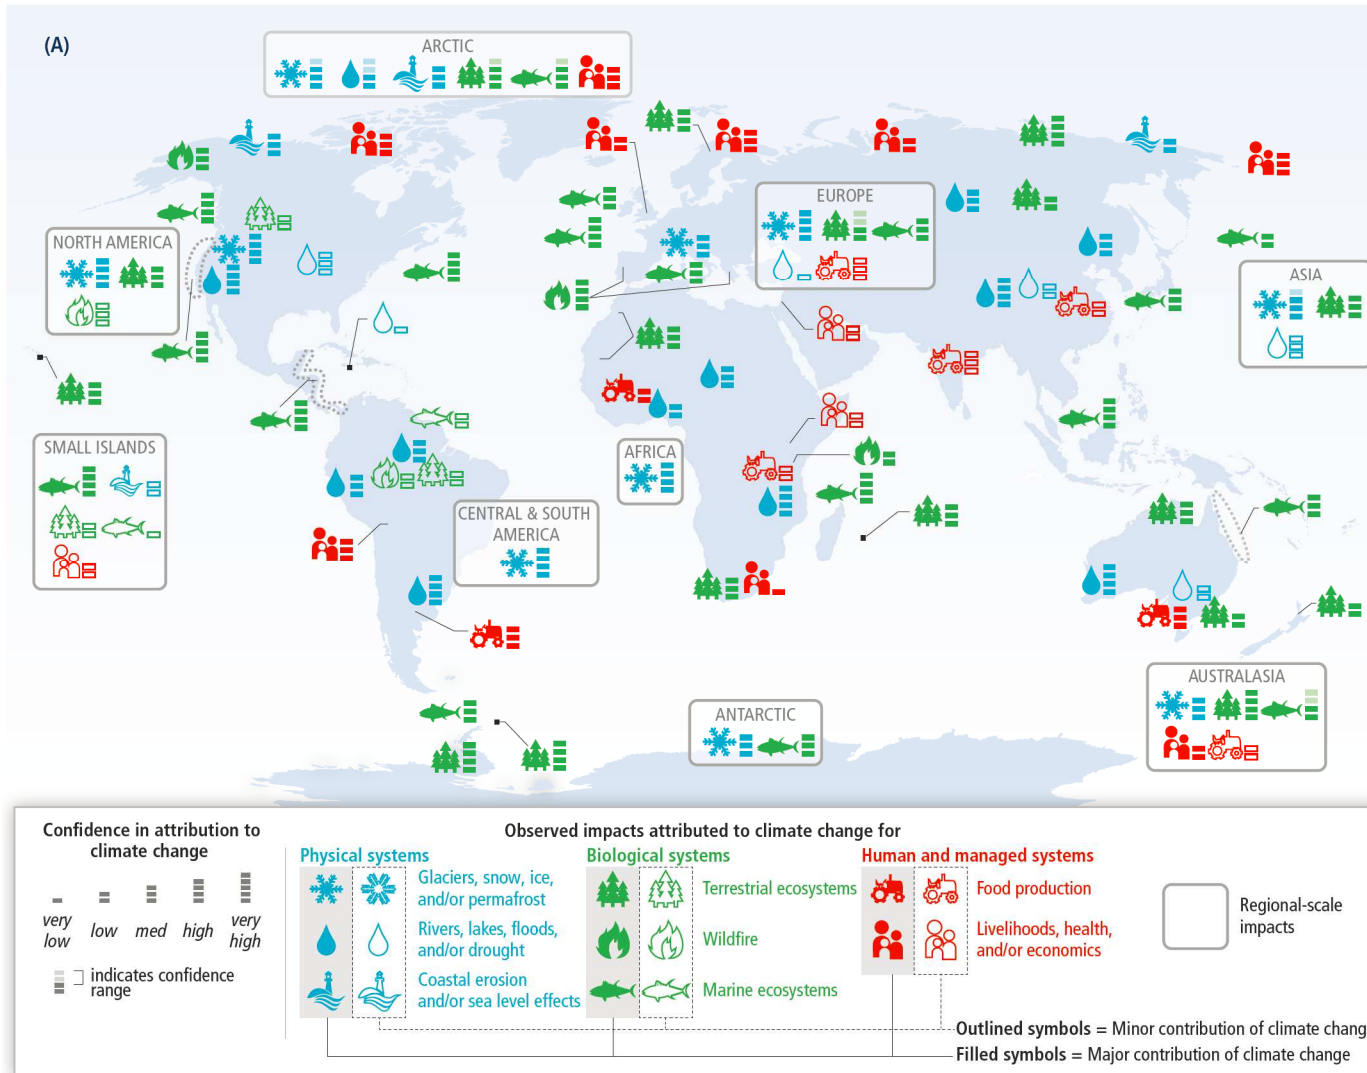 (A)
ARCTIC
EUROPE
NORTH AMERICA
ASIA
SMALL ISLANDS
AFRICA
CENTRAL & SOUTH
AMERICA
AUSTRALASIA
ANTARCTIC
Confidence in attribution to
climate change
very
low
low
med
high
very
high
indicates confidence
range
Observed impacts attributed to climate change for
Physical systems
Glaciers, snow, ice,
and/or permafrost
Rivers, lakes, floods,
and/or drought
Coastal erosion
and/or sea level effects
Biological systems
Terrestrial ecosystems
Wildfire
Marine ecosystems
Human and managed systems
Food production
Livelihoods, health,
and/or economics
Regional-scale
impacts
Outlined symbols = Minor contribution of climate chang
Filled symbols = Major contribution of climate change